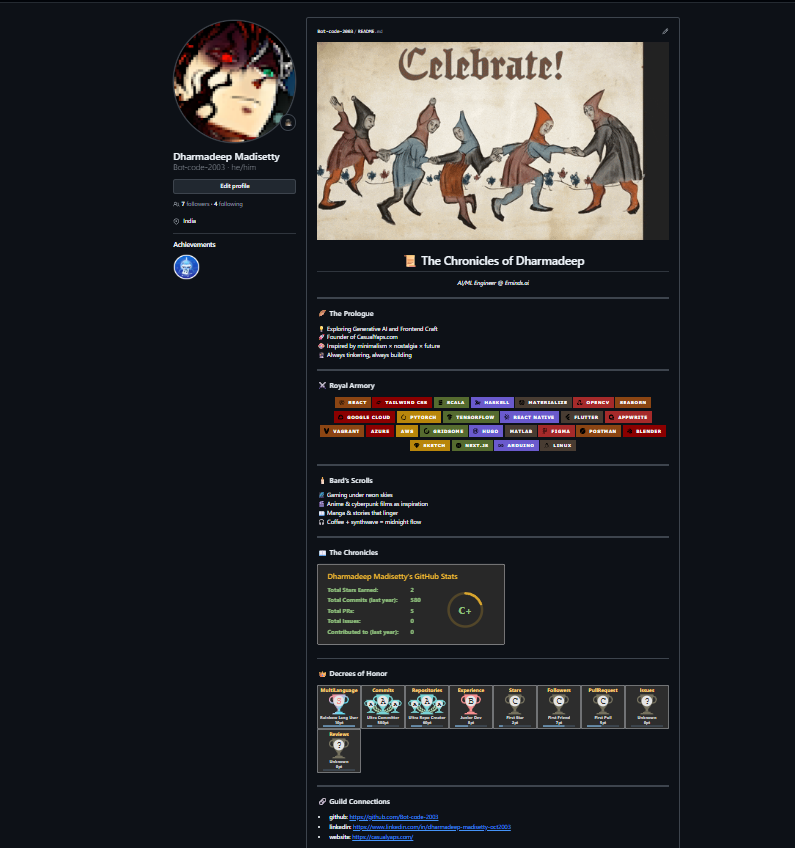 Dharmadeep Madisetty
Bot-code-2003 · he/him
Edit profile
7 followers · 4 following
India
Achievements
Bot-code-2003 / README.md
Celebrate!
The Chronicles of Dharmadeep
AI/ML Engineer @ Eminds.ai
The Prologue
Exploring Generative AI and Frontend Craft
Founder of CasualYaps.com
Inspired by minimalism × nostalgia × future
Always tinkering, always building
Royal Armory
REACT TAILWIND CSS SCALA HASKELL MATERIALIZE OPENCV SEABORN
GOOGLE CLOUD PYTORCH TENSORFLOW REACT NATIVE FLUTTER APPWRITE
VAGRANT AZURE AWS GRIDSOME HUGO MATLAB FIGMA POSTMAN BLENDER
SKETCH NEXT.JS ARDUINO LINUX
Bard's Scrolls
Gaming under neon skies
Anime & cyberpunk films as inspiration
Manga & stories that linger
Coffee + synthwave = midnight flow
The Chronicles
Dharmadeep Madisetty's GitHub Stats
Total Stars Earned: 2
Total Commits (last year): 588
Total PRs: 5
Total Issues: 0
Contributed to (last year): 0
C+
Decrees of Honor
MultiLanguage Commits Repositories Experience Stars Followers PullRequest Issues
S A A B C C C ?
Rainbow Lang User Ultra Committer Ultra Repo Creator Junior Dev First Star First Friend First Pull Unknown
Reviews
?
Unknown
0pt
Guild Connections
github: https://github.com/Bot-code-2003
linkedin: https://www.linkedin.com/in/dharmadeep-madisetty-oct2003
website: https://casualyaps.com/